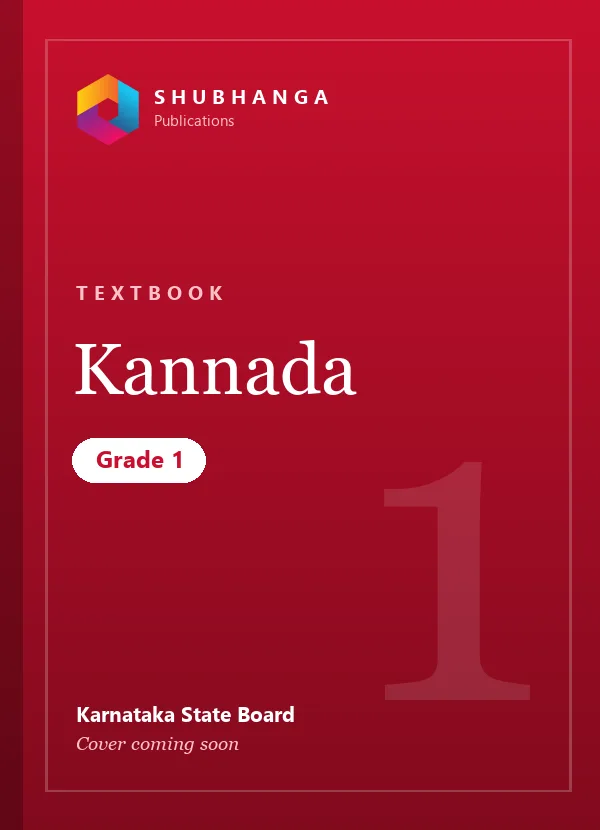 SHUBHANGA
Publications
TEXTBOOK
Kannada
Grade 1
1
Karnataka State Board
Cover coming soon